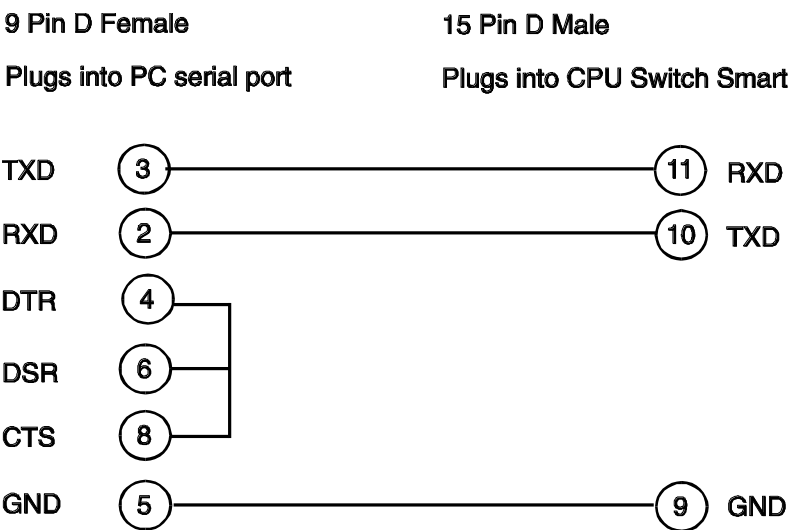 9 Pin D Female 15 Pin D Male
Plugs into PC serial port Plugs into CPU Switch Smart
TXD 3 11 RXD
RXD 2 10 TXD
DTR 4
DSR 6
CTS 8
GND 5 9 GND